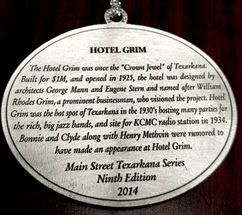 HOTEL GRIM
The Hotel Grim was once the "Crown Jewel" of Texarkana.
Built for $1M, and opened in 1925, the hotel was designed by
architects George Mann and Eugene Stern and named after William
Rhodes Grim, a prominent businessman, who visioned the project. Hotel
Grim was the hot spot of Texarkana in the 1930's hotting many parties for
the rich, big jazz bands, and site for KCMC radio station in 1934.
Bonnie and Clyde along with Henry Methvin were rumored to
have made an appearance at Hotel Grim.
Main Street Texarkana Series
Ninth Edition
2014